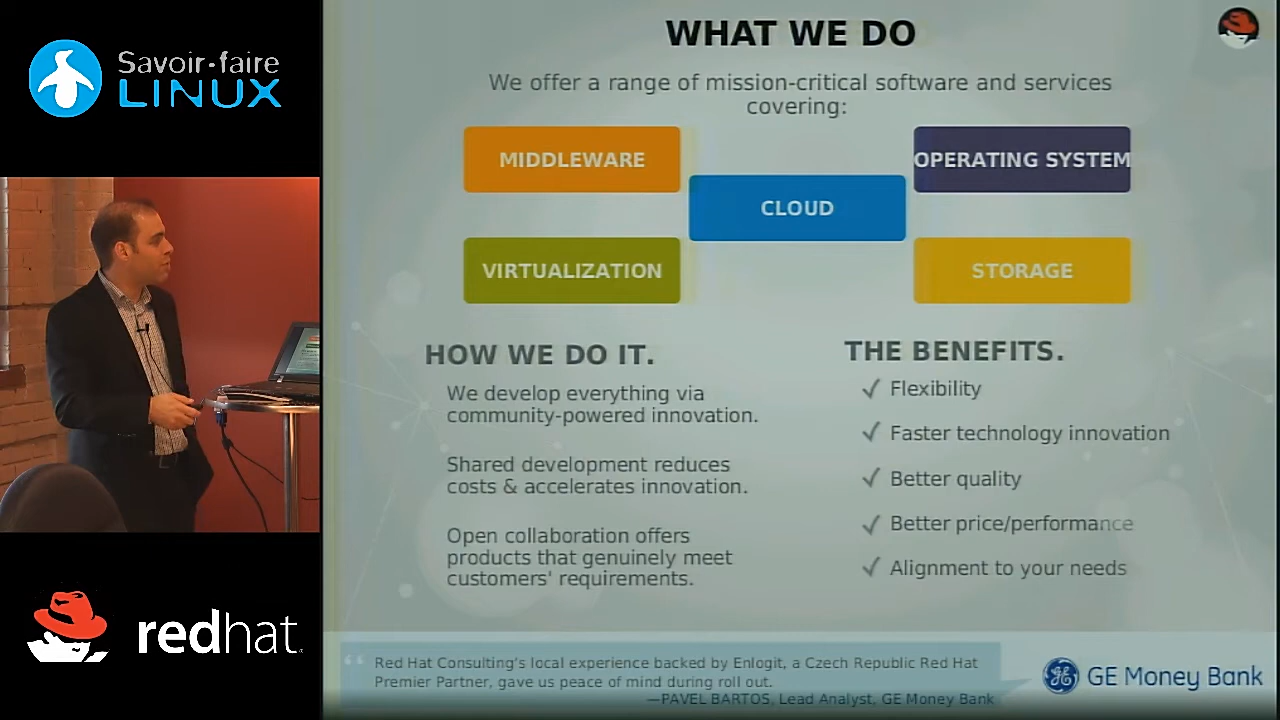 Savoir-faire
LINUX
WHAT WE DO
We offer a range of mission-critical software and services
covering:
MIDDLEWARE
OPERATING SYSTEM
CLOUD
VIRTUALIZATION
STORAGE
HOW WE DO IT.
We develop everything via
community-powered innovation.
Shared development reduces
costs & accelerates innovation.
Open collaboration offers
products that genuinely meet
customers' requirements.
THE BENEFITS.
Flexibility
Faster technology innovation
Better quality
Better price/performance
Alignment to your needs
redhat.
“ Red Hat Consulting's local experience backed by Enlogit, a Czech Republic Red Hat
Premier Partner, gave us peace of mind during roll out.
—PAVEL BARTOS, Lead Analyst, GE Money Bank
GE Money Bank